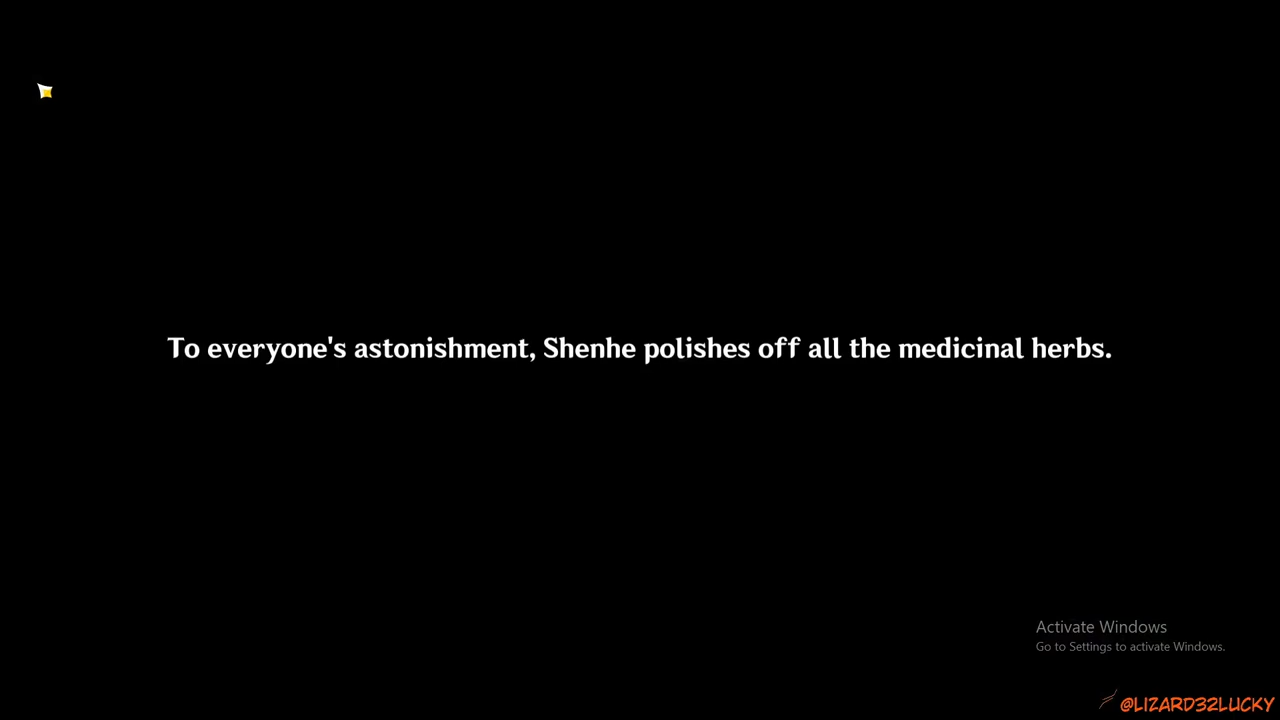 To everyone's astonishment, Shenhe polishes off all the medicinal herbs.
Activate Windows
Go to Settings to activate Windows.
@LIZARD32LUCKY